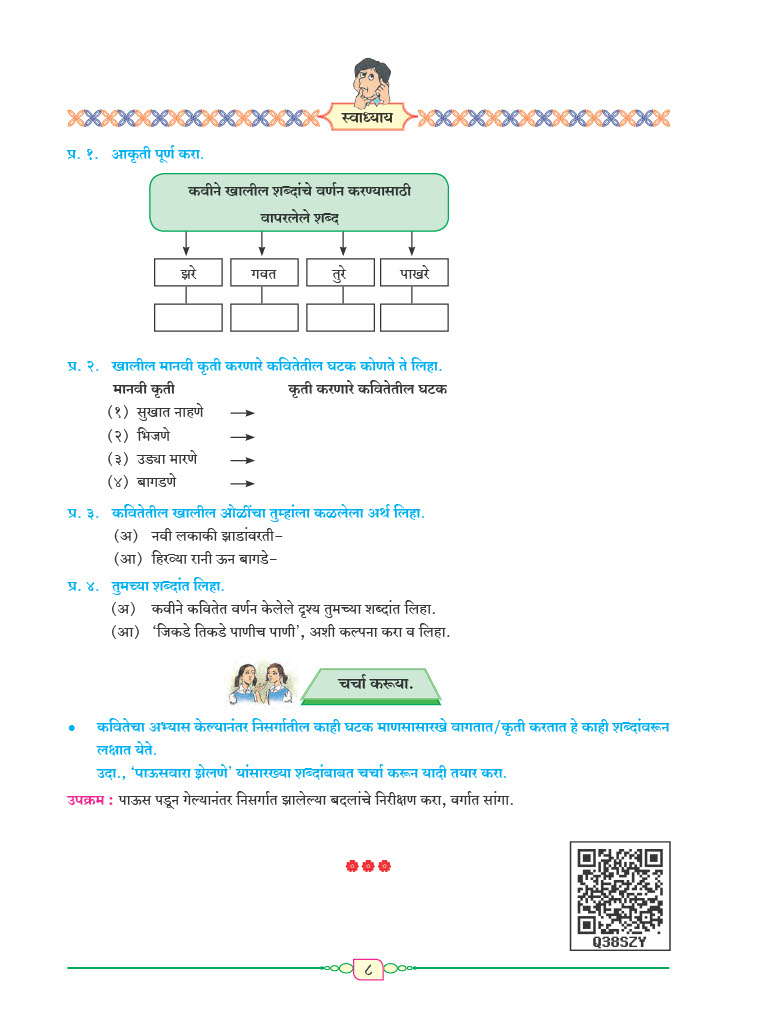 स्वाध्याय
प्र. १. आकृती पूर्ण करा.
कवीने खालील शब्दांचे वर्णन करण्यासाठी
वापरलेले शब्द
झरे गवत तुरे पाखरे
प्र. २. खालील मानवी कृती करणारे कवितेतील घटक कोणते ते लिहा.
मानवी कृती कृती करणारे कवितेतील घटक
(१) सुखात नाहणे →
(२) भिजणे →
(३) उड्या मारणे →
(४) बागडणे →
प्र. ३. कवितेतील खालील ओळींचा तुम्हांला कळलेला अर्थ लिहा.
(अ) नवी लकाकी झाडांवरती-
(आ) हिरव्या रानी ऊन बागडे-
प्र. ४. तुमच्या शब्दांत लिहा.
(अ) कवीने कवितेत वर्णन केलेले दृश्य तुमच्या शब्दांत लिहा.
(आ) ‘जिकडे तिकडे पाणीच पाणी’, अशी कल्पना करा व लिहा.
चर्चा करूया.
● कवितेचा अभ्यास केल्यानंतर निसर्गातील काही घटक माणसासारखे वागतात/कृती करतात हे काही शब्दांवरून
लक्षात येते.
उदा., ‘पाऊसवारा झेलणे’ यांसारख्या शब्दांबाबत चर्चा करून यादी तयार करा.
उपक्रम : पाऊस पडून गेल्यानंतर निसर्गात झालेल्या बदलांचे निरीक्षण करा, वर्गात सांगा.
Q38SZY
८